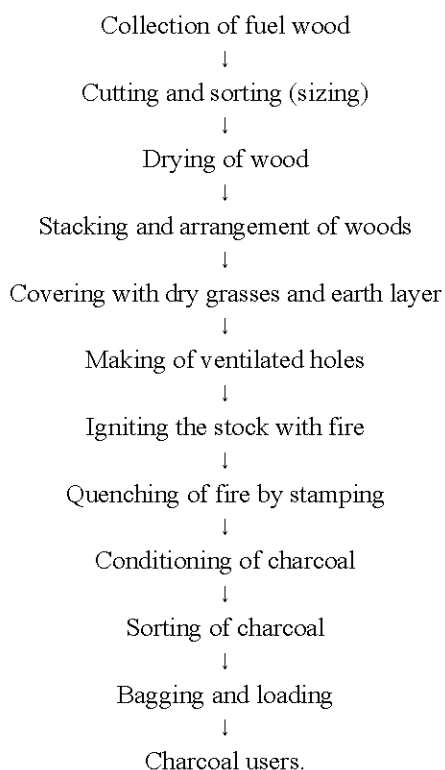 Collection of fuel wood
↓
Cutting and sorting (sizing)
↓
Drying of wood
↓
Stacking and arrangement of woods
↓
Covering with dry grasses and earth layer
↓
Making of ventilated holes
↓
Igniting the stock with fire
↓
Quenching of fire by stamping
↓
Conditioning of charcoal
↓
Sorting of charcoal
↓
Bagging and loading
↓
Charcoal users.